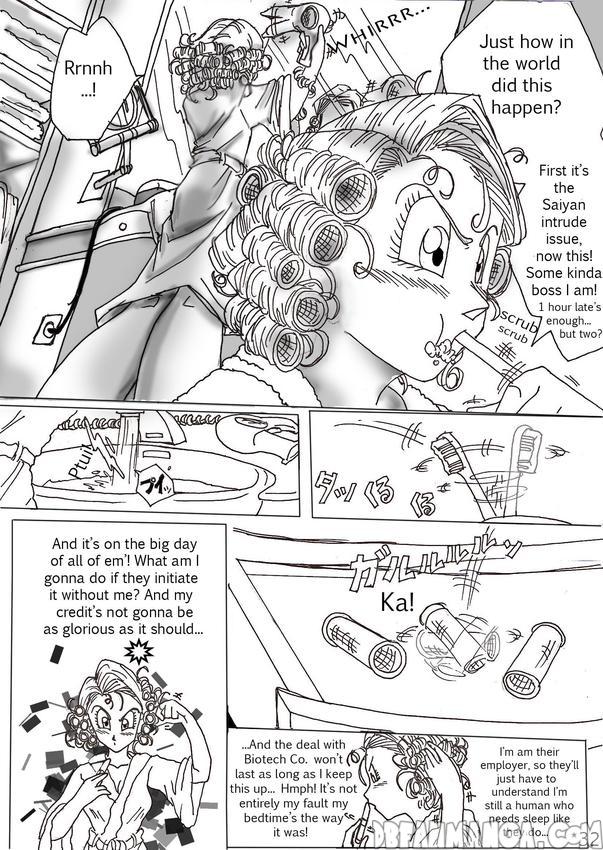 WHIRRR...
Rrnnh
...!
Just how in
the world
did this
happen?
First it's
the
Saiyan
intrude
issue,
now this!
Some kinda
boss I am!
1 hour late's
enough...
but two?
scrub
scrub
Ptui!
プイッ
ダッ くる くる
And it's on the big day
of all of em'! What am I
gonna do if they initiate
it without me? And my
credit's not gonna be
as glorious as it should...
ガルルルルルッ
Ka!
...And the deal with
Biotech Co. won't
last as long as I keep
this up... Hmph! It's not
entirely my fault my
bedtime's the way
it was!
I'm am their
employer, so they'll
just have to
understand I'm
still a human who
needs sleep like
they do...
DBEALMANGA.COM
32